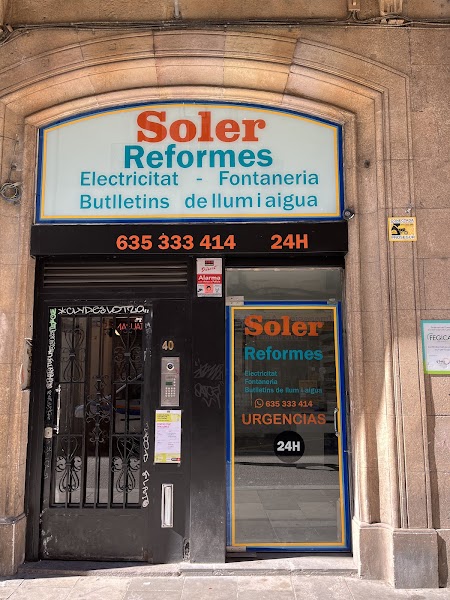 Soler
Reformes
Electricitat - Fontaneria
Butlletins de llum i aigua
635 333 414 24H
Alarma
40
Soler
Reformes
Electricitat
Fontaneria
Butlletins de llum i aigua
635 333 414
URGENCIAS
24H